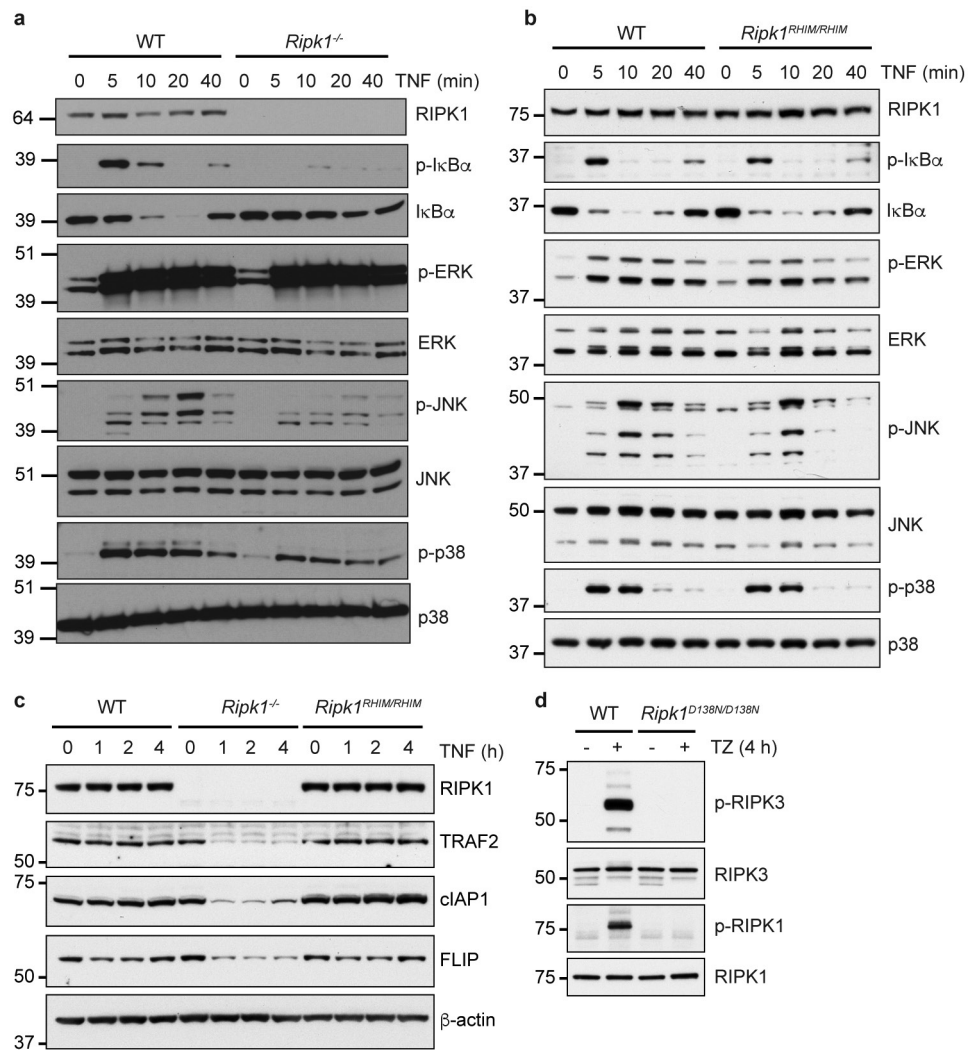 a
WT Ripk1-/-
0 5 10 20 40 0 5 10 20 40 TNF (min)
64 RIPK1
39 p-IκBα
39 IκBα
51 p-ERK
39
39 ERK
51 p-JNK
39
51 JNK
39 p-p38
51 p38
39
b
WT Ripk1RHIM/RHIM
0 5 10 20 40 0 5 10 20 40 TNF (min)
75 RIPK1
37 p-IκBα
37 IκBα
p-ERK
37
ERK
37
50 p-JNK
37
50 JNK
37 p-p38
37 p38
c
WT Ripk1-/- Ripk1RHIM/RHIM
0 1 2 4 0 1 2 4 0 1 2 4 TNF (h)
75 RIPK1
50 TRAF2
75 cIAP1
FLIP
50
β-actin
37
d
WT Ripk1D138N/D138N
- + - + TZ (4 h)
75 p-RIPK3
50
50 RIPK3
75 p-RIPK1
75 RIPK1